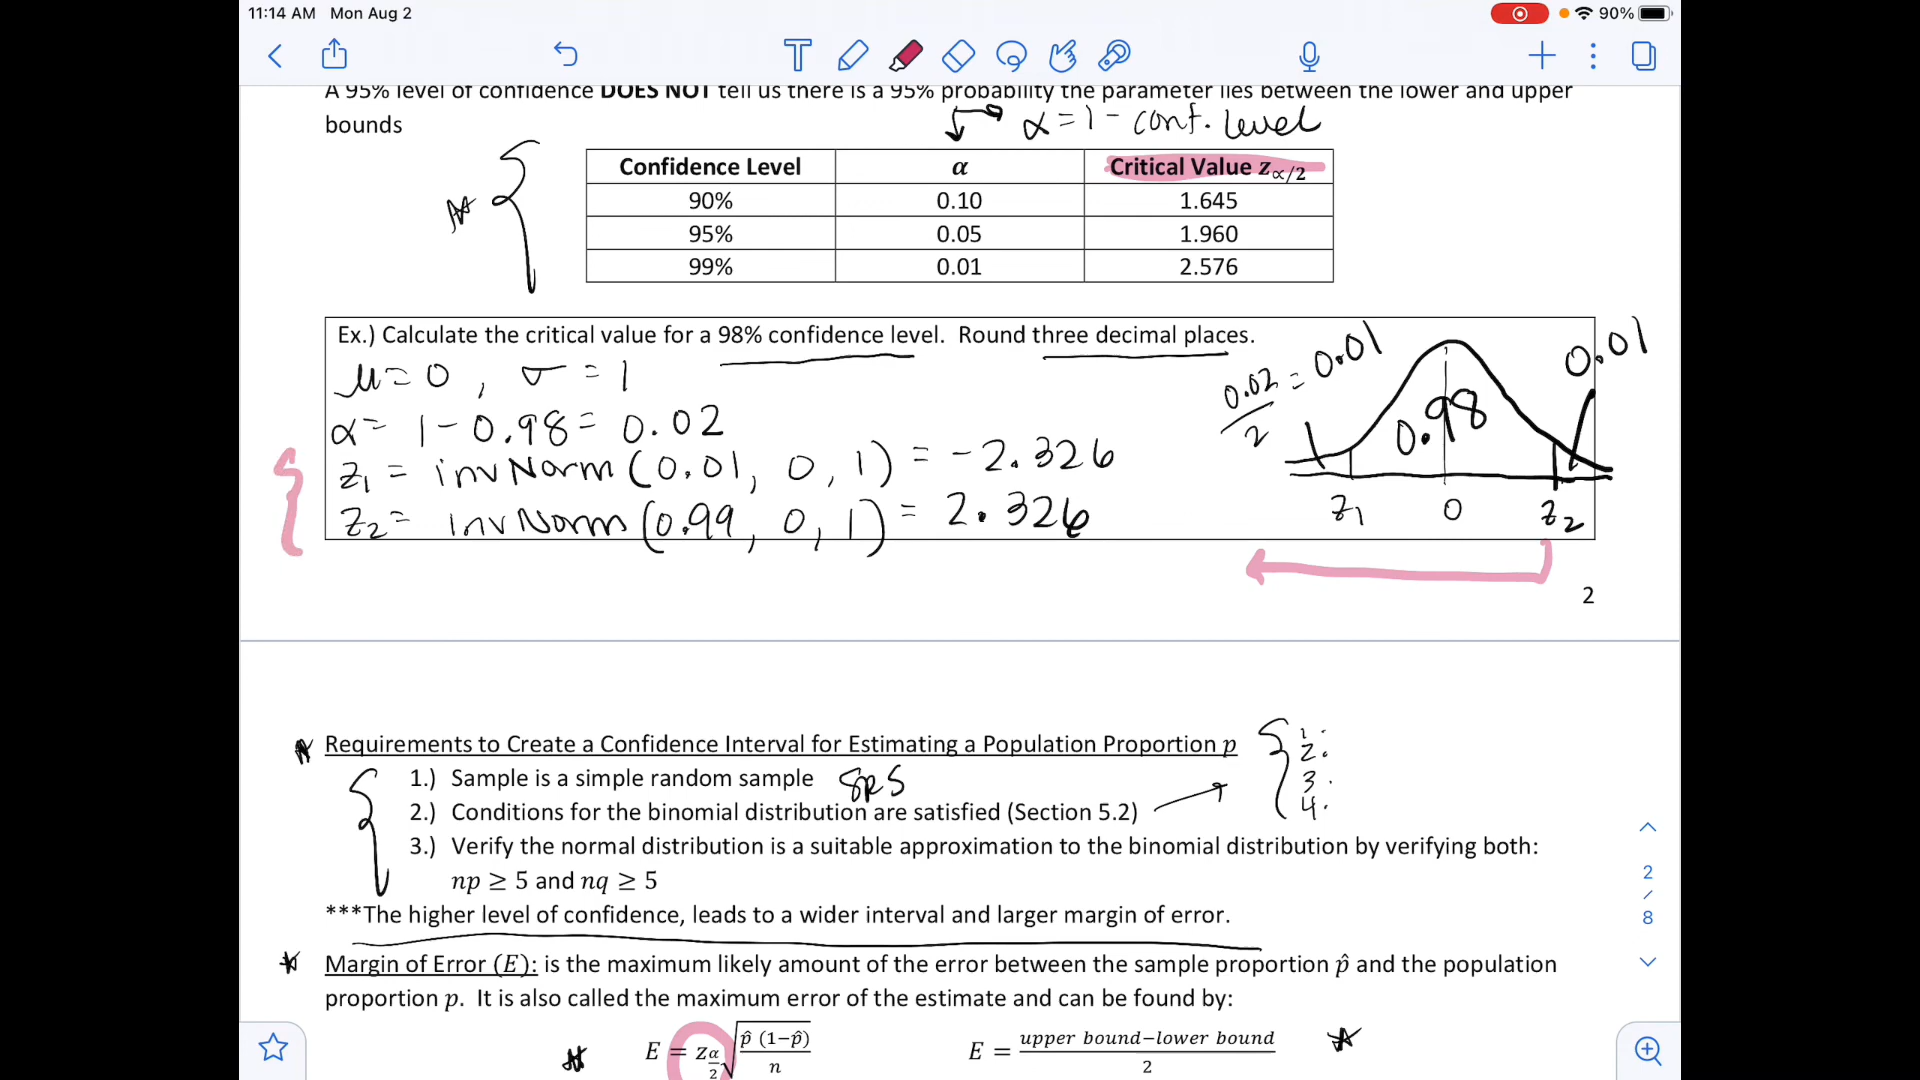 11:14 AM Mon Aug 2
90%
A 95% level of confidence DOES NOT tell us there is a 95% probability the parameter lies between the lower and upper
bounds
α = 1 - conf. level
Confidence Level α Critical Value z∝/2
90% 0.10 1.645
95% 0.05 1.960
99% 0.01 2.576
Ex.) Calculate the critical value for a 98% confidence level. Round three decimal places.
μ = 0 , σ = 1
α = 1 - 0.98 = 0.02
z1 = invNorm(0.01, 0, 1) = -2.326
z2 = invNorm(0.99, 0, 1) = 2.326
0.02/2 = 0.01
0.01
0.98
z1 0 z2
2
Requirements to Create a Confidence Interval for Estimating a Population Proportion p
1.) Sample is a simple random sample SRS
2.) Conditions for the binomial distribution are satisfied (Section 5.2)
1.
2.
3.
4.
3.) Verify the normal distribution is a suitable approximation to the binomial distribution by verifying both:
np ≥ 5 and nq ≥ 5
***The higher level of confidence, leads to a wider interval and larger margin of error.
Margin of Error (E): is the maximum likely amount of the error between the sample proportion p̂ and the population
proportion p. It is also called the maximum error of the estimate and can be found by:
E = zα/2 √(p̂ (1−p̂)/n) E = upper bound−lower bound/2
2
/
8